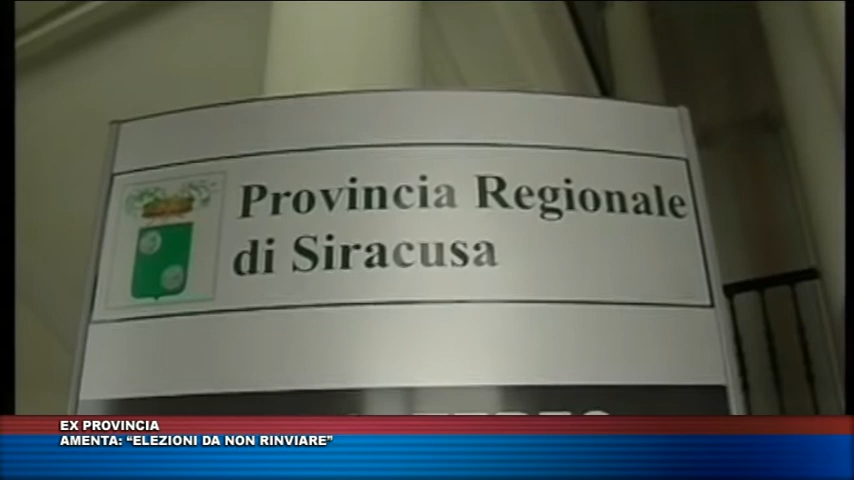 Provincia Regionale
di Siracusa
EX PROVINCIA
AMENTA: “ELEZIONI DA NON RINVIARE”